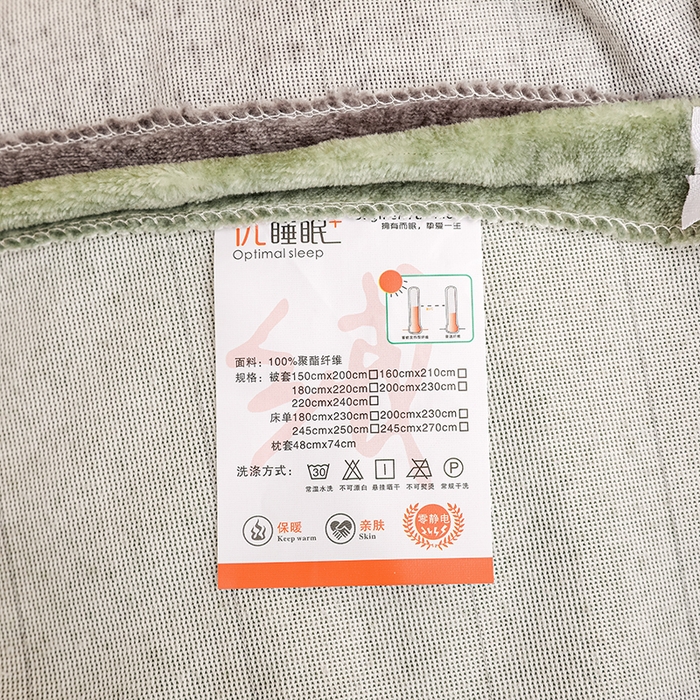 优睡眠+
拥有而眠，挚爱一生
Optimal sleep
面料：100%聚酯纤维
规格：被套150cmx200cm□160cmx210cm□
180cmx220cm□200cmx230cm□
220cmx240cm□
床单180cmx230cm□200cmx230cm□
245cmx250cm□245cmx270cm□
枕套48cmx74cm
洗涤方式：
30 P
常温水洗 不可漂白 悬挂晒干 不可熨烫 常规干洗
保暖 亲肤 零静电
Keep warm Skin